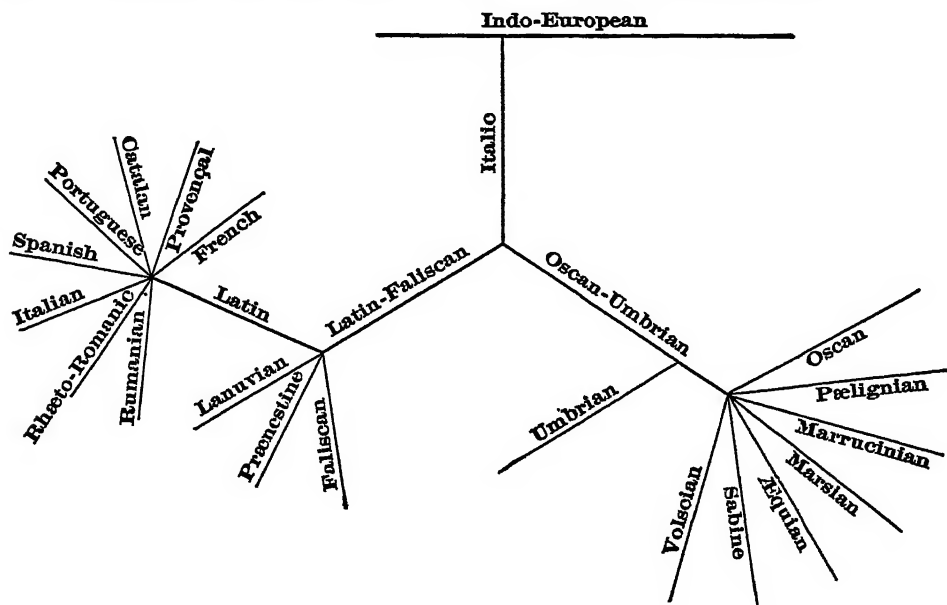 Indo-European
Italic
Catalan
Provençal
Portuguese
French
Spanish
Italian
Rhæto-Romanic
Rumanian
Latin
Latin-Faliscan
Oscan-Umbrian
Lanuvian
Prænestine
Faliscan
Umbrian
Oscan
Pælignian
Marrucinian
Marsian
Æquian
Sabine
Volscian